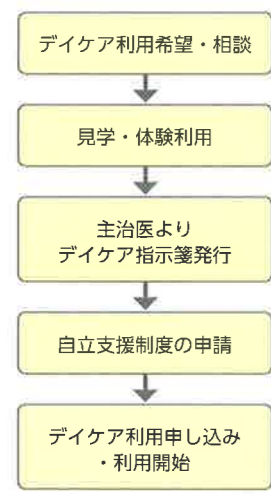 デイケア利用希望・相談
見学・体験利用
主治医より
デイケア指示箋発行
自立支援制度の申請
デイケア利用申し込み
・利用開始